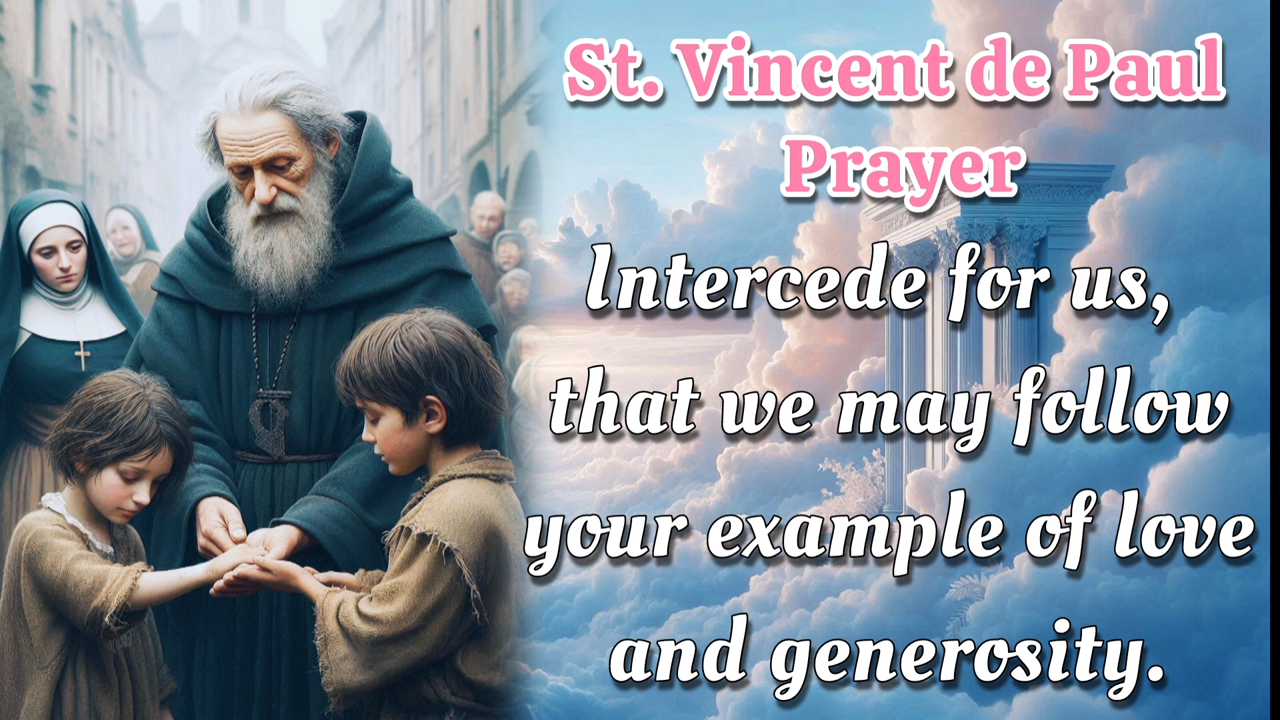 St. Vincent de Paul
Prayer
Intercede for us,
that we may follow
your example of love
and generosity.